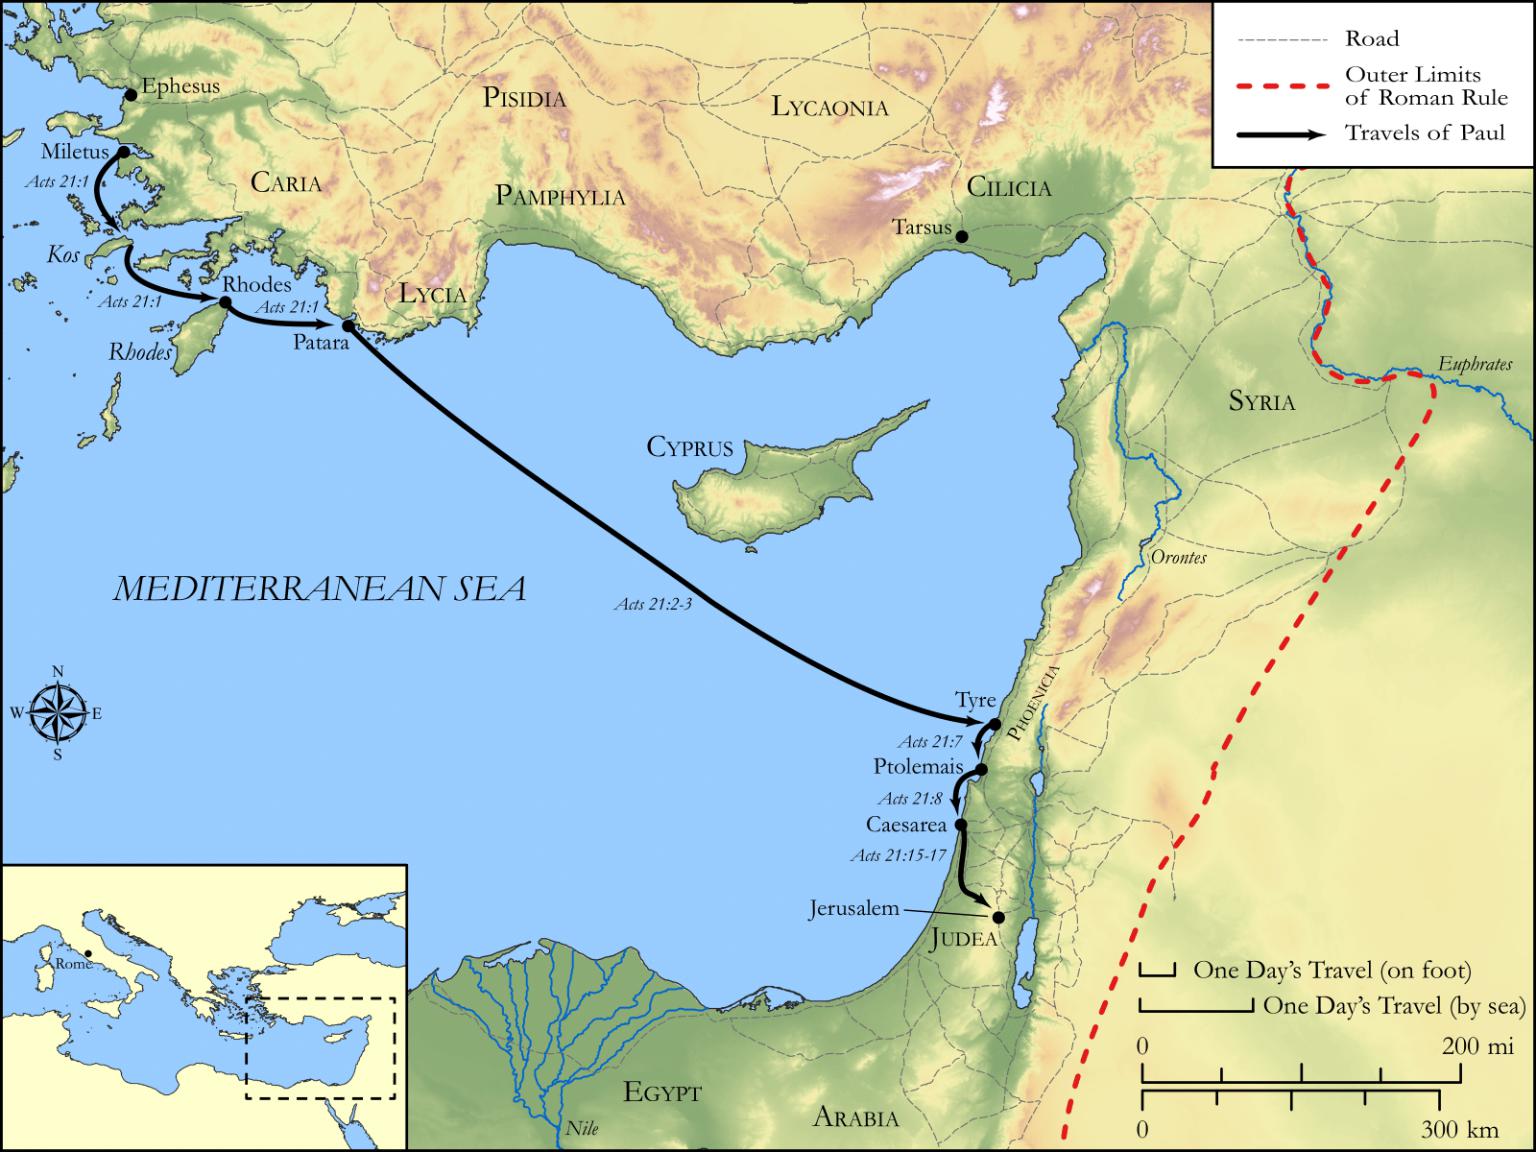 Road
Outer Limits
of Roman Rule
Travels of Paul
Ephesus
PISIDIA
LYCAONIA
Miletus
Acts 21:1
CARIA
PAMPHYLIA
CILICIA
Tarsus
Kos
Rhodes
Acts 21:1
Acts 21:1
LYCIA
Patara
Rhodes
Euphrates
SYRIA
CYPRUS
Orontes
MEDITERRANEAN SEA
Acts 21:2-3
N
W
E
S
Tyre
PHOENICIA
Acts 21:7
Ptolemais
Acts 21:8
Caesarea
Acts 21:15-17
Jerusalem
JUDEA
Rome
One Day's Travel (on foot)
One Day's Travel (by sea)
0
200 mi
EGYPT
ARABIA
Nile
0
300 km